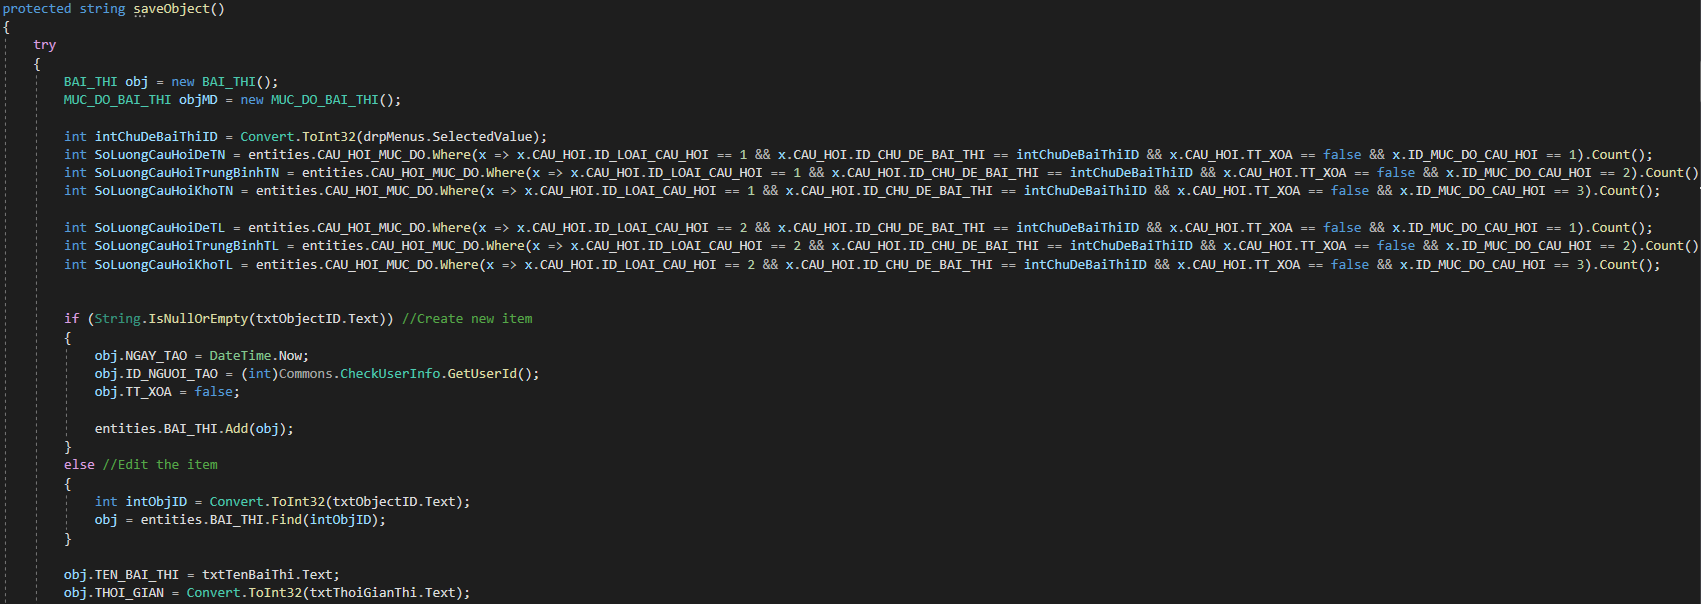 protected string saveObject()
{
try
{
BAI_THI obj = new BAI_THI();
MUC_DO_BAI_THI objMD = new MUC_DO_BAI_THI();
int intChuDeBaiThiID = Convert.ToInt32(drpMenus.SelectedValue);
int SoLuongCauHoiDeTN = entities.CAU_HOI_MUC_DO.Where(x => x.CAU_HOI.ID_LOAI_CAU_HOI == 1 && x.CAU_HOI.ID_CHU_DE_BAI_THI == intChuDeBaiThiID && x.CAU_HOI.TT_XOA == false && x.ID_MUC_DO_CAU_HOI == 1).Count();
int SoLuongCauHoiTrungBinhTN = entities.CAU_HOI_MUC_DO.Where(x => x.CAU_HOI.ID_LOAI_CAU_HOI == 1 && x.CAU_HOI.ID_CHU_DE_BAI_THI == intChuDeBaiThiID && x.CAU_HOI.TT_XOA == false && x.ID_MUC_DO_CAU_HOI == 2).Count()
int SoLuongCauHoiKhoTN = entities.CAU_HOI_MUC_DO.Where(x => x.CAU_HOI.ID_LOAI_CAU_HOI == 1 && x.CAU_HOI.ID_CHU_DE_BAI_THI == intChuDeBaiThiID && x.CAU_HOI.TT_XOA == false && x.ID_MUC_DO_CAU_HOI == 3).Count();
int SoLuongCauHoiDeTL = entities.CAU_HOI_MUC_DO.Where(x => x.CAU_HOI.ID_LOAI_CAU_HOI == 2 && x.CAU_HOI.ID_CHU_DE_BAI_THI == intChuDeBaiThiID && x.CAU_HOI.TT_XOA == false && x.ID_MUC_DO_CAU_HOI == 1).Count();
int SoLuongCauHoiTrungBinhTL = entities.CAU_HOI_MUC_DO.Where(x => x.CAU_HOI.ID_LOAI_CAU_HOI == 2 && x.CAU_HOI.ID_CHU_DE_BAI_THI == intChuDeBaiThiID && x.CAU_HOI.TT_XOA == false && x.ID_MUC_DO_CAU_HOI == 2).Count()
int SoLuongCauHoiKhoTL = entities.CAU_HOI_MUC_DO.Where(x => x.CAU_HOI.ID_LOAI_CAU_HOI == 2 && x.CAU_HOI.ID_CHU_DE_BAI_THI == intChuDeBaiThiID && x.CAU_HOI.TT_XOA == false && x.ID_MUC_DO_CAU_HOI == 3).Count();
if (String.IsNullOrEmpty(txtObjectID.Text)) //Create new item
{
obj.NGAY_TAO = DateTime.Now;
obj.ID_NGUOI_TAO = (int)Commons.CheckUserInfo.GetUserId();
obj.TT_XOA = false;
entities.BAI_THI.Add(obj);
}
else //Edit the item
{
int intObjID = Convert.ToInt32(txtObjectID.Text);
obj = entities.BAI_THI.Find(intObjID);
}
obj.TEN_BAI_THI = txtTenBaiThi.Text;
obj.THOI_GIAN = Convert.ToInt32(txtThoiGianThi.Text);